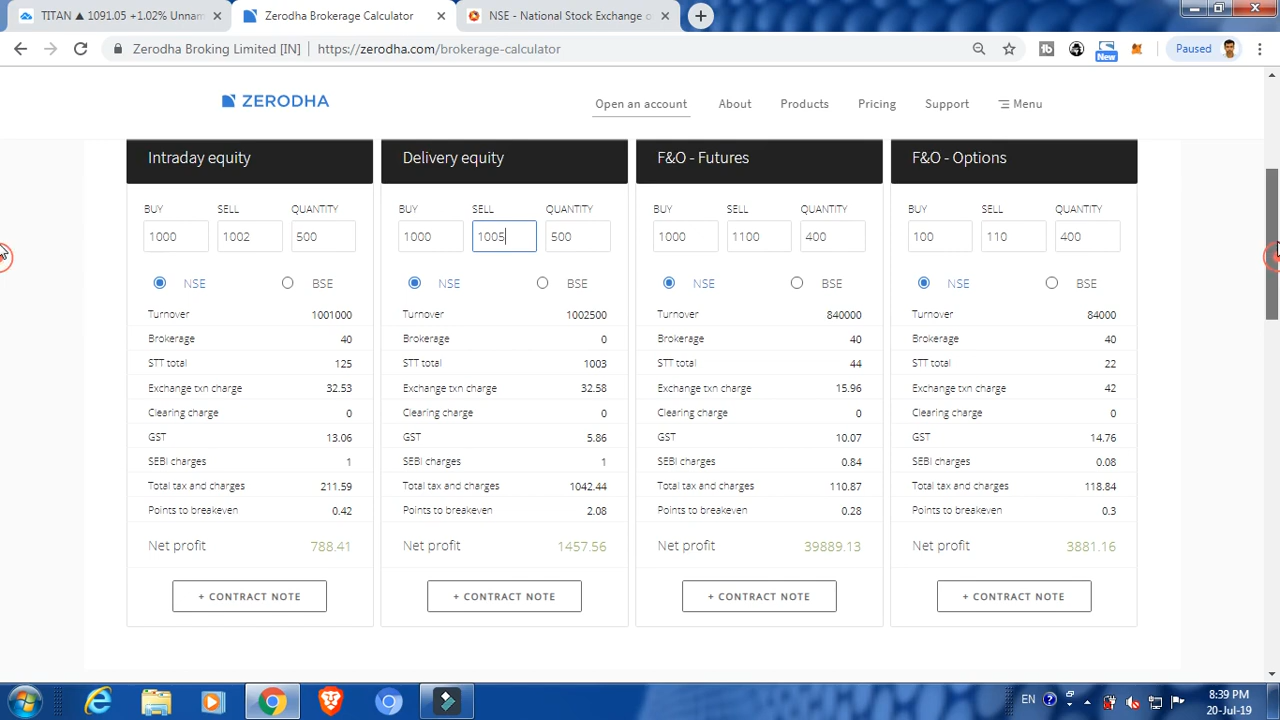 TITAN ▲ 1091.05 +1.02% Unnam
Zerodha Brokerage Calculator
NSE - National Stock Exchange o
Zerodha Broking Limited [IN] | https://zerodha.com/brokerage-calculator
New
Paused
ZERODHA
Open an account About Products Pricing Support Menu
Intraday equity Delivery equity F&O - Futures F&O - Options
BUY SELL QUANTITY BUY SELL QUANTITY BUY SELL QUANTITY BUY SELL QUANTITY
1000 1002 500 1000 1005 500 1000 1100 400 100 110 400
NSE BSE NSE BSE NSE BSE NSE BSE
Turnover 1001000 Turnover 1002500 Turnover 840000 Turnover 84000
Brokerage 40 Brokerage 0 Brokerage 40 Brokerage 40
STT total 125 STT total 1003 STT total 44 STT total 22
Exchange txn charge 32.53 Exchange txn charge 32.58 Exchange txn charge 15.96 Exchange txn charge 42
Clearing charge 0 Clearing charge 0 Clearing charge 0 Clearing charge 0
GST 13.06 GST 5.86 GST 10.07 GST 14.76
SEBI charges 1 SEBI charges 1 SEBI charges 0.84 SEBI charges 0.08
Total tax and charges 211.59 Total tax and charges 1042.44 Total tax and charges 110.87 Total tax and charges 118.84
Points to breakeven 0.42 Points to breakeven 2.08 Points to breakeven 0.28 Points to breakeven 0.3
Net profit 788.41 Net profit 1457.56 Net profit 39889.13 Net profit 3881.16
+ CONTRACT NOTE + CONTRACT NOTE + CONTRACT NOTE + CONTRACT NOTE
EN
8:39 PM
20-Jul-19